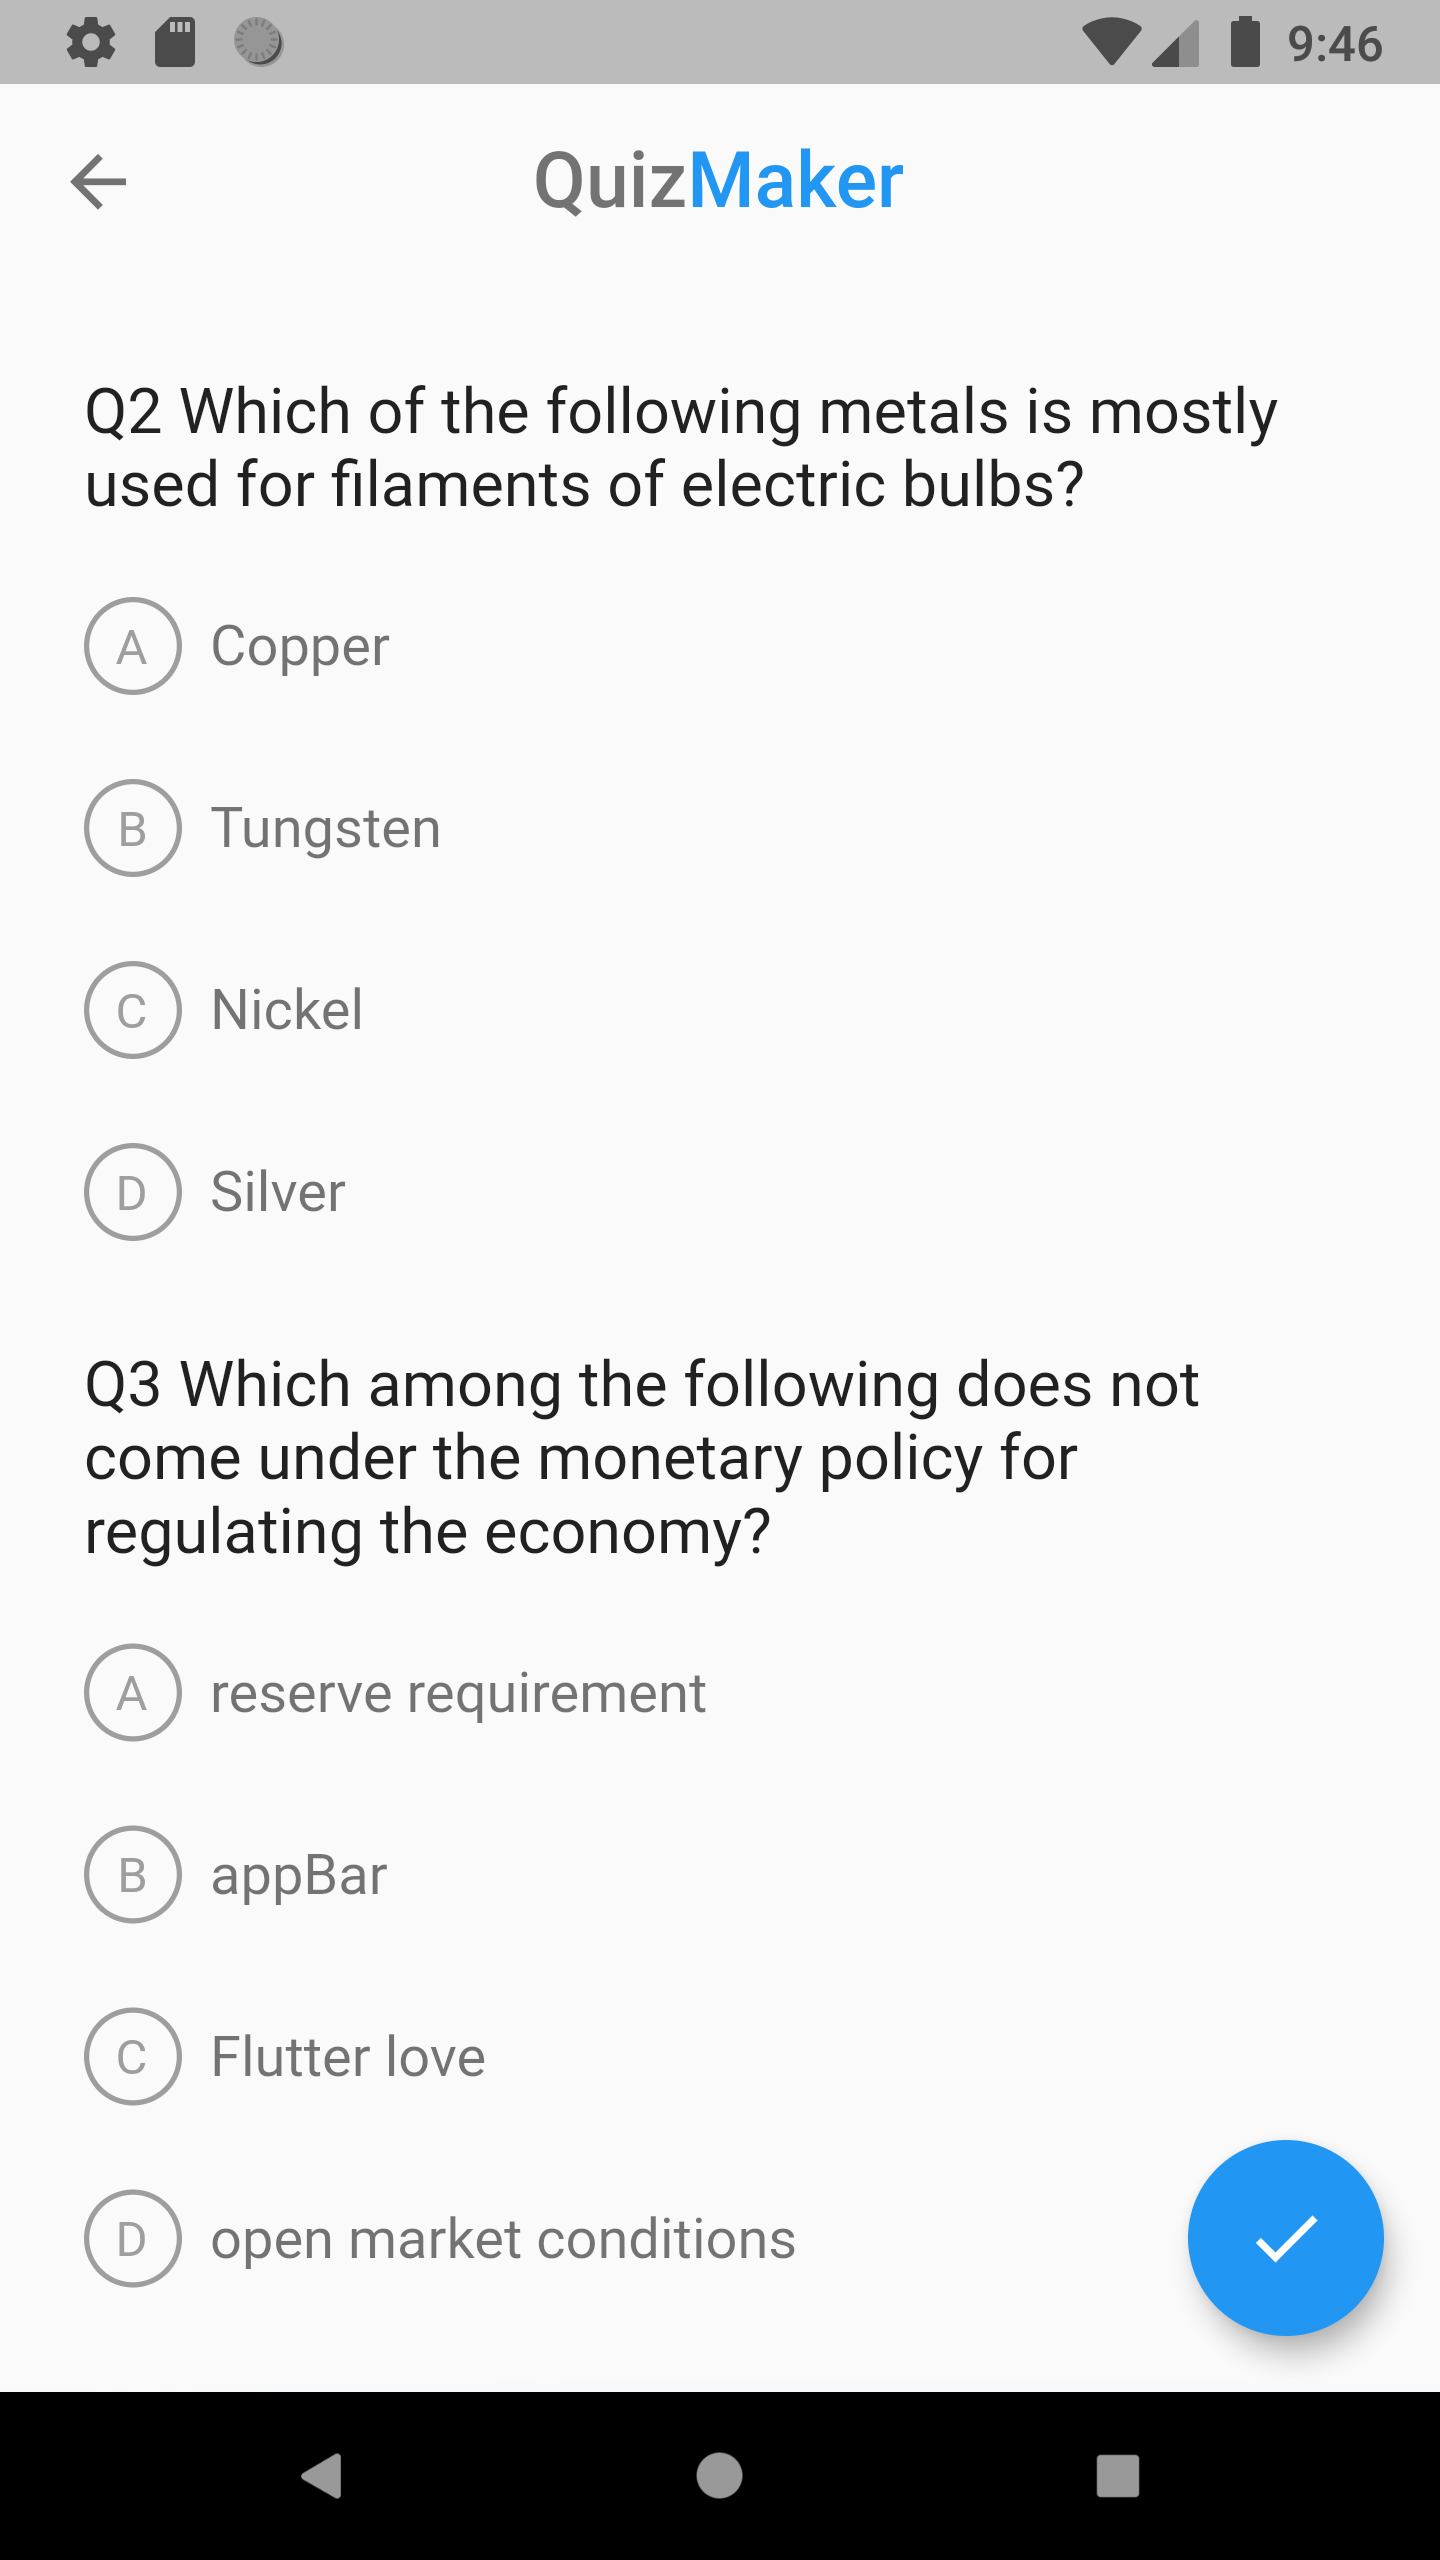 9:46
QuizMaker
Q2 Which of the following metals is mostly
used for filaments of electric bulbs?
A Copper
B Tungsten
C Nickel
D Silver
Q3 Which among the following does not
come under the monetary policy for
regulating the economy?
A reserve requirement
B appBar
C Flutter love
D open market conditions